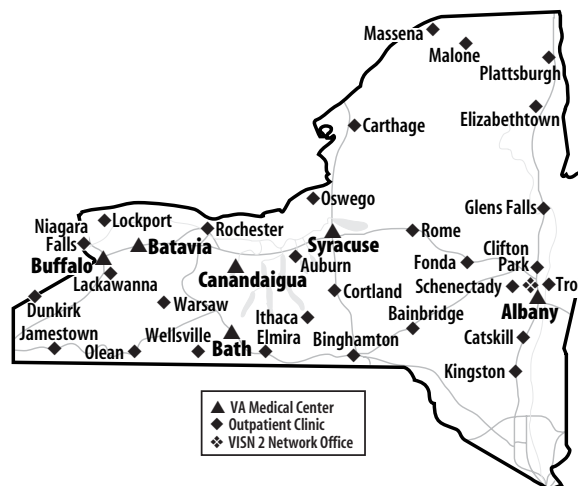 Massena
Malone
Plattsburgh
Elizabethtown
Carthage
Oswego
Glens Falls
Niagara
Falls
Lockport
Rochester
Syracuse
Rome
Batavia
Buffalo
Lackawanna
Canandaigua
Auburn
Fonda
Clifton
Park
Schenectady
Tro
Albany
Dunkirk
Warsaw
Cortland
Bainbridge
Jamestown
Wellsville
Ithaca
Catskill
Olean
Bath
Elmira
Binghamton
Kingston
VA Medical Center
Outpatient Clinic
VISN 2 Network Office